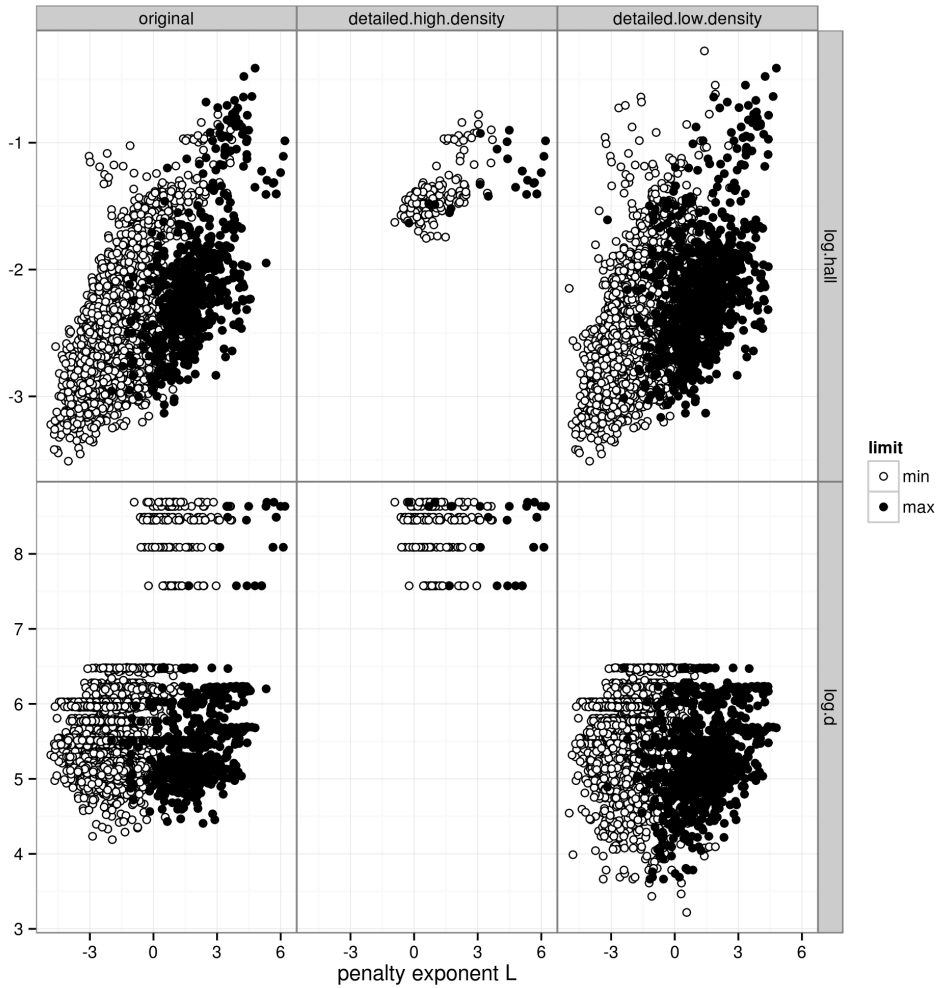 original detailed.high.density detailed.low.density
-1
-2
-3
log.hall
8
7
6
5
4
3
log.d
-3 0 3 6 -3 0 3 6 -3 0 3 6
penalty exponent L
limit
min
max